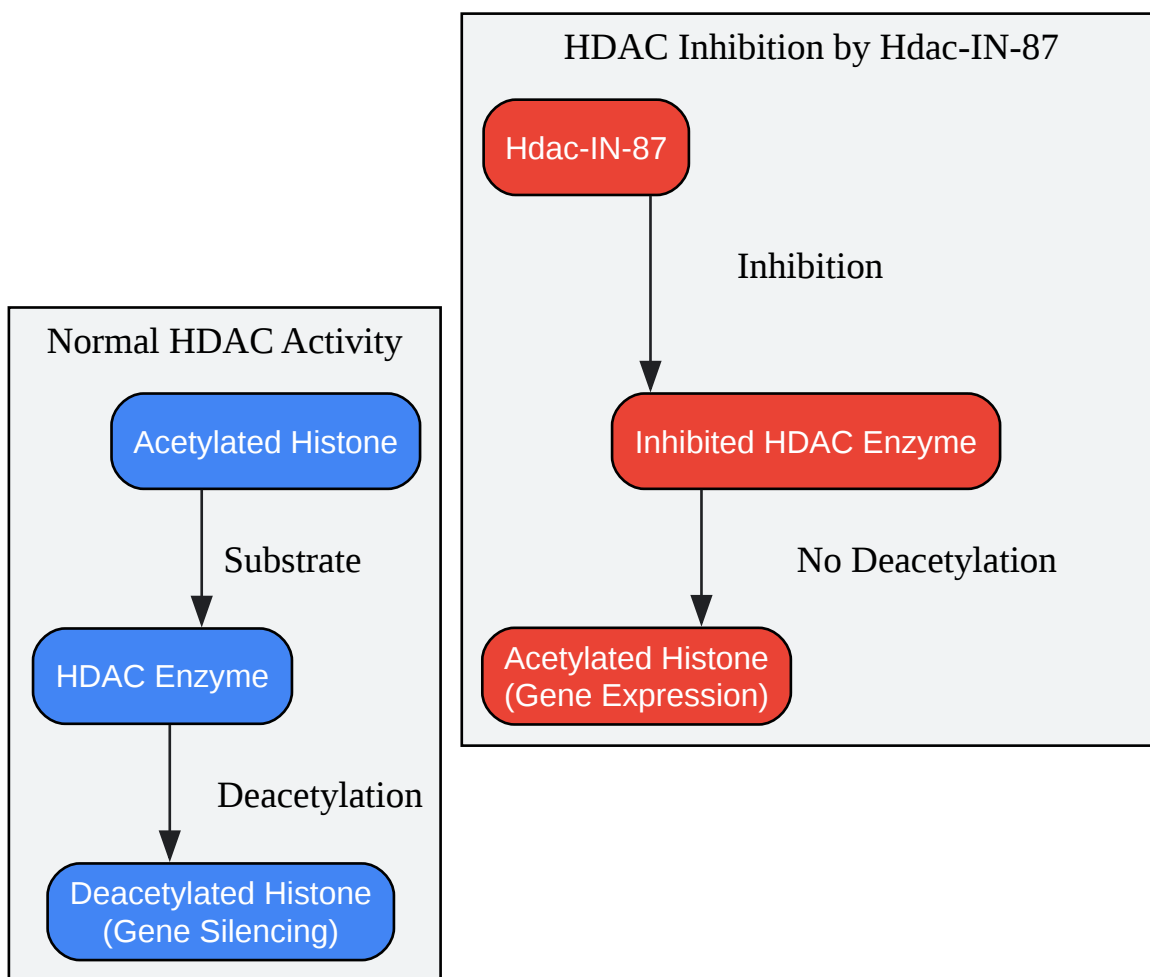 HDAC Inhibition by Hdac-IN-87
Hdac-IN-87
Inhibition
Inhibited HDAC Enzyme
No Deacetylation
Acetylated Histone
(Gene Expression)
Normal HDAC Activity
Acetylated Histone
Substrate
HDAC Enzyme
Deacetylation
Deacetylated Histone
(Gene Silencing)